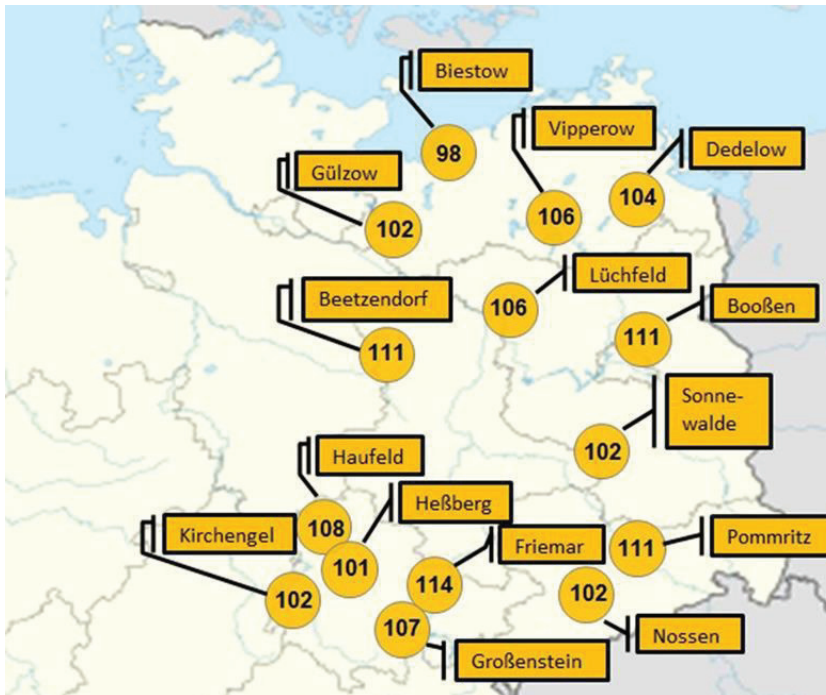 Biestow
98
Vipperow
106
Dedelow
104
Gülzow
102
Lüchfeld
106
Beetzendorf
111
Booßen
111
Sonne-
walde
102
Haufeld
108
Heßberg
101
Kirchengel
102
Friemar
114
Pommritz
111
102
Nossen
107
Großenstein